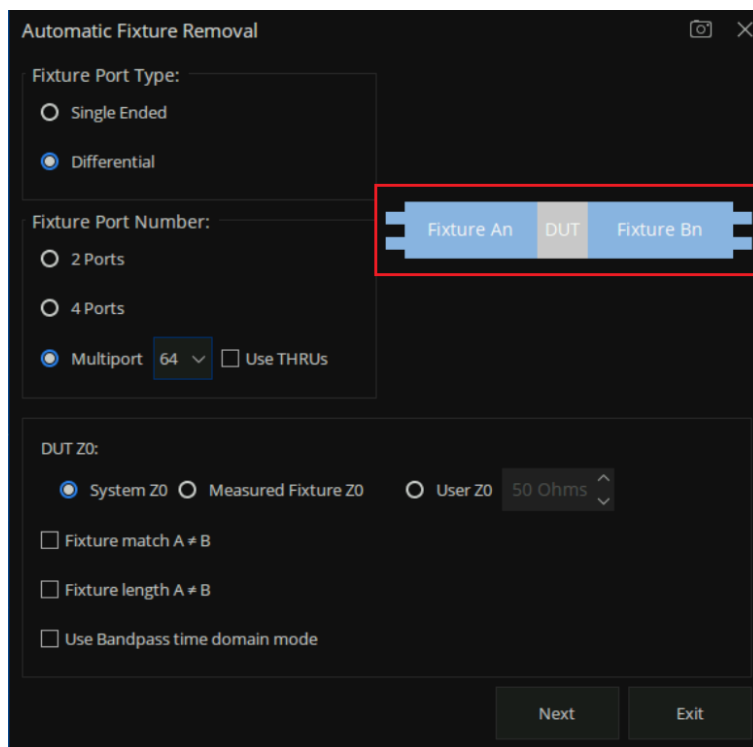 Automatic Fixture Removal
Fixture Port Type:
Single Ended
Differential
Fixture Port Number:
2 Ports
4 Ports
Multiport 64 Use THRUs
Fixture An DUT Fixture Bn
DUT Z0:
System Z0 Measured Fixture Z0 User Z0 50 Ohms
Fixture match A ≠ B
Fixture length A ≠ B
Use Bandpass time domain mode
Next Exit